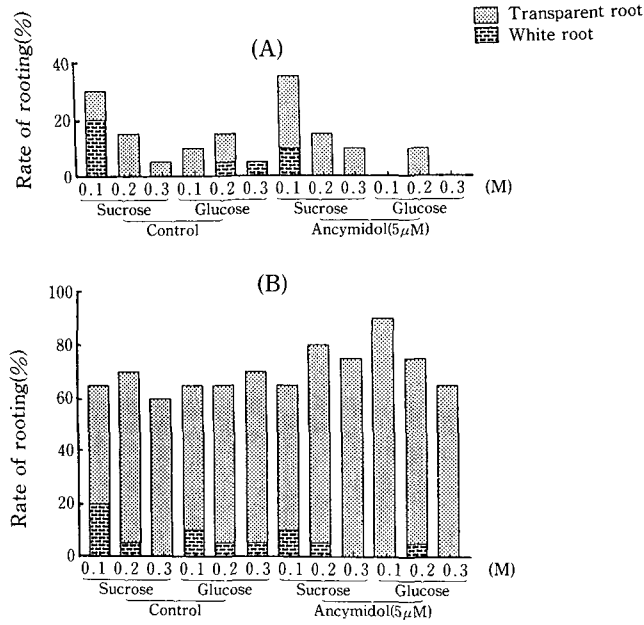 Transparent root
White root
(A)
Rate of rooting(%)
40
20
0
0.1 0.2 0.3 0.1 0.2 0.3 0.1 0.2 0.3 0.1 0.2 0.3 (M)
Sucrose Glucose Sucrose Glucose
Control Ancymidol(5μM)
(B)
Rate of rooting(%)
100
80
60
40
20
0
0.1 0.2 0.3 0.1 0.2 0.3 0.1 0.2 0.3 0.1 0.2 0.3 (M)
Sucrose Glucose Sucrose Glucose
Control Ancymidol(5μM)